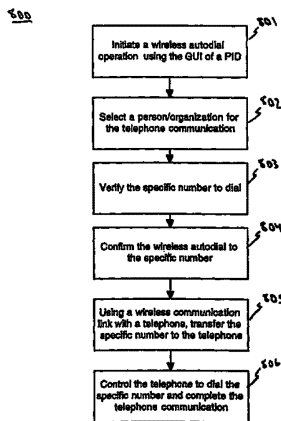 800
801
Initiate a wireless autodial
operation using the GUI of a PID
802
Select a person/organization for
the telephone communication
803
Verify the specific number to dial
804
Confirm the wireless autodial to
the specific number
805
Using a wireless communication
link with a telephone, transfer the
specific number to the telephone
806
Control the telephone to dial the
specific number and complete the
telephone communication